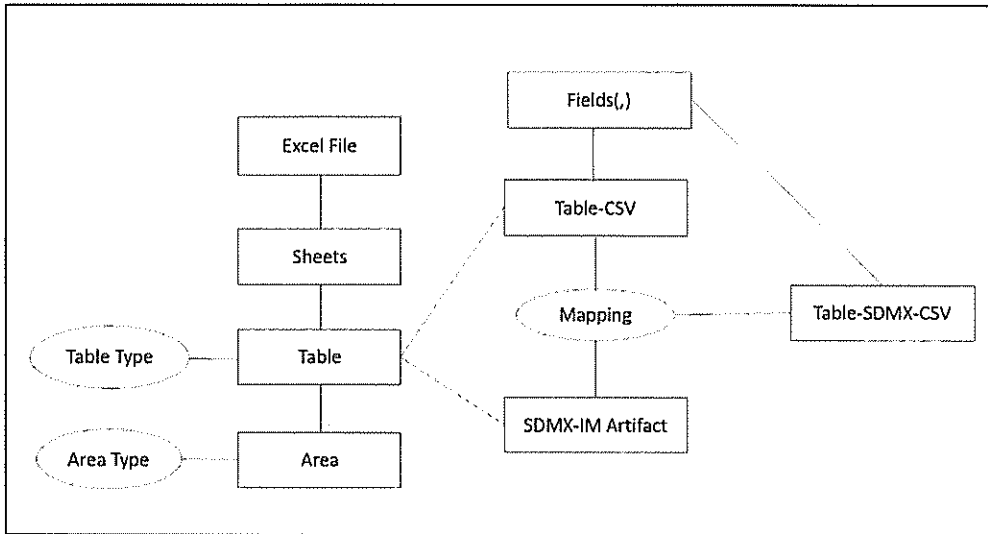 Fields(,)
Excel File
Table-CSV
Sheets
Mapping
Table-SDMX-CSV
Table Type
Table
SDMX-IM Artifact
Area Type
Area